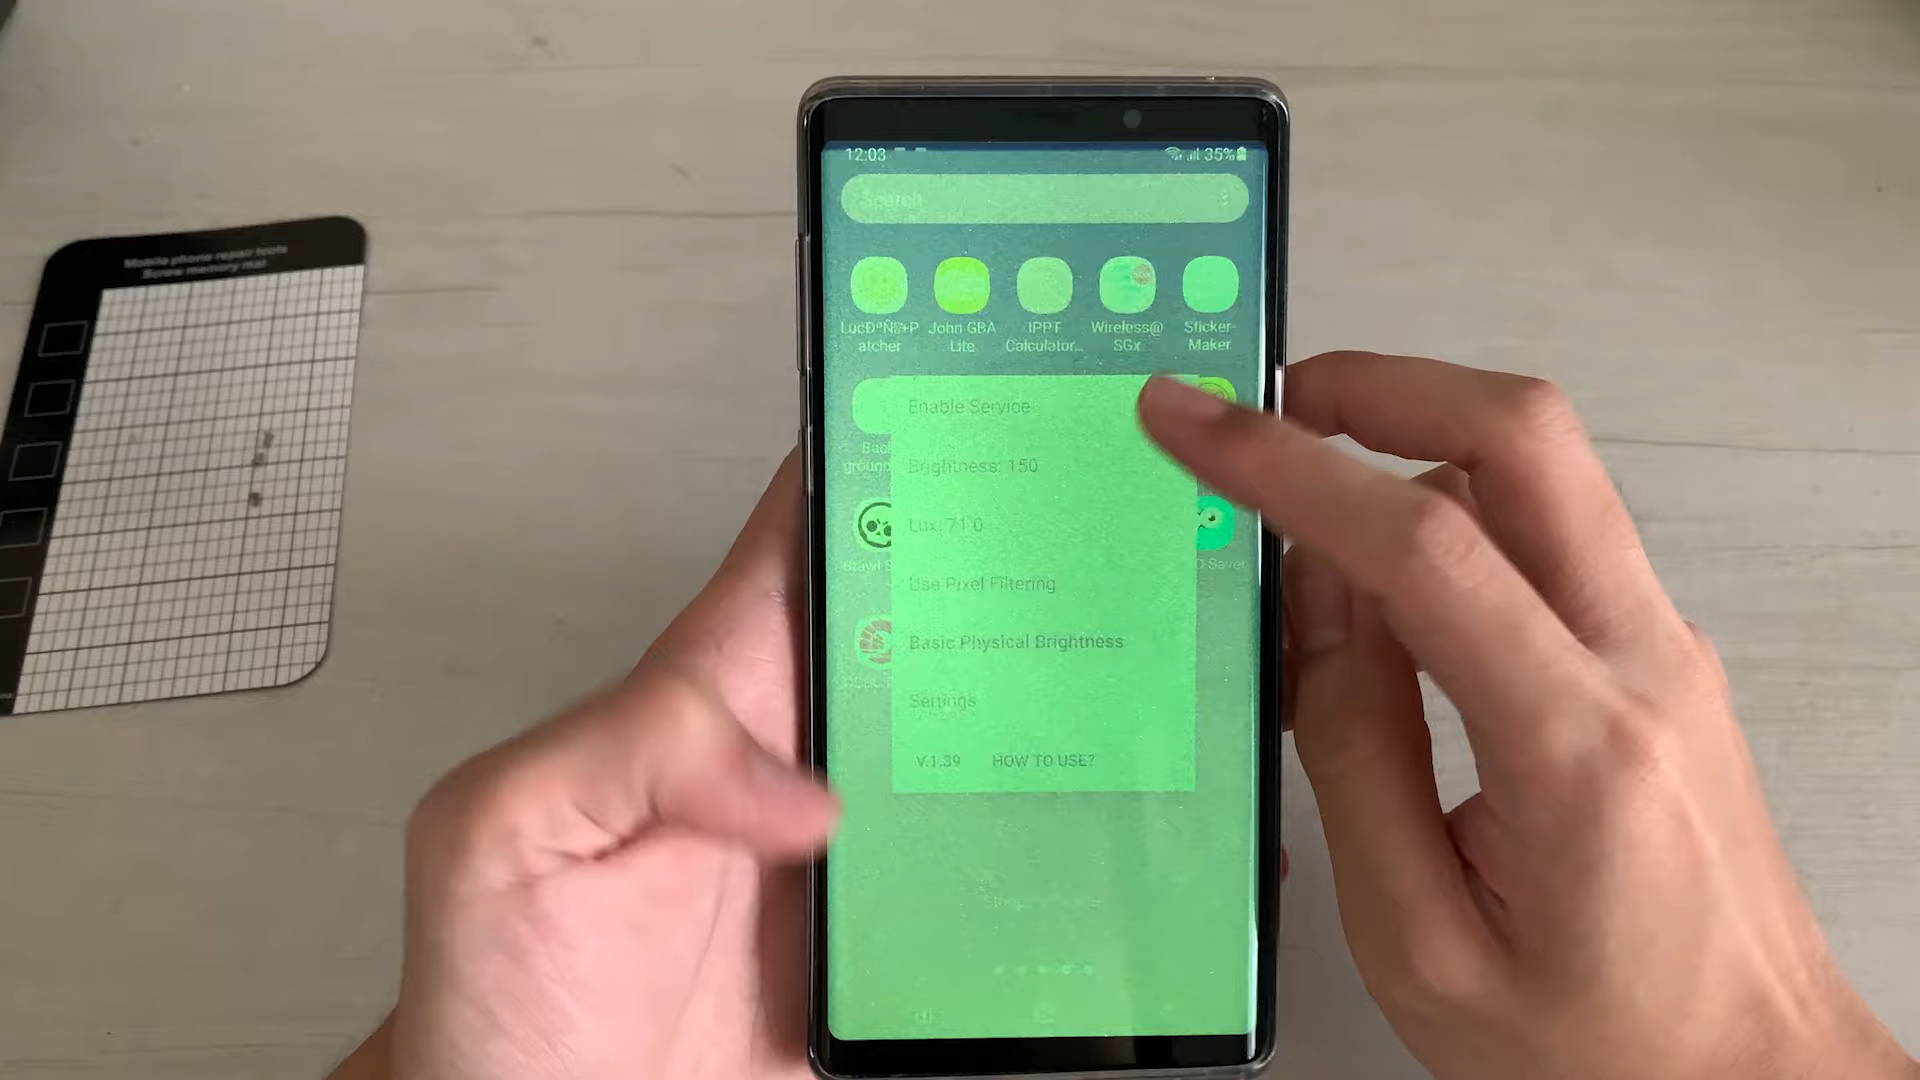 Mobile phone repair tools
Screw memory mat
12:03
35%
Search
atcher
John GBA
Lite
IPPT
Calculator...
Wireless@
SGx
Sticker-
Maker
Enable Service
Brightness: 150
Lux: 71.0
Use Pixel Filtering
Basic Physical Brightness
Settings
V.1.39
HOW TO USE?